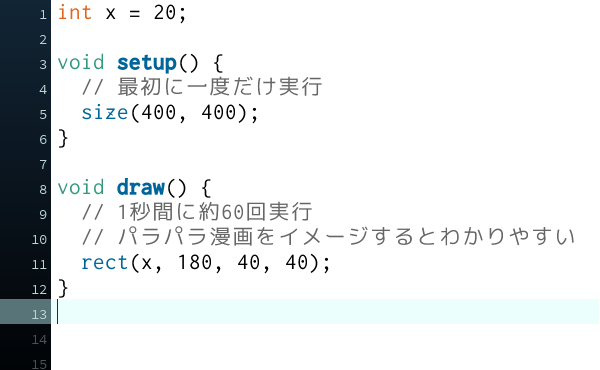 1 int x = 20;
2
3 void setup() {
4   // 最初に一度だけ実行
5   size(400, 400);
6 }
7
8 void draw() {
9   // 1秒間に約60回実行
10   // パラパラ漫画をイメージするとわかりやすい
11   rect(x, 180, 40, 40);
12 }
13
14
15